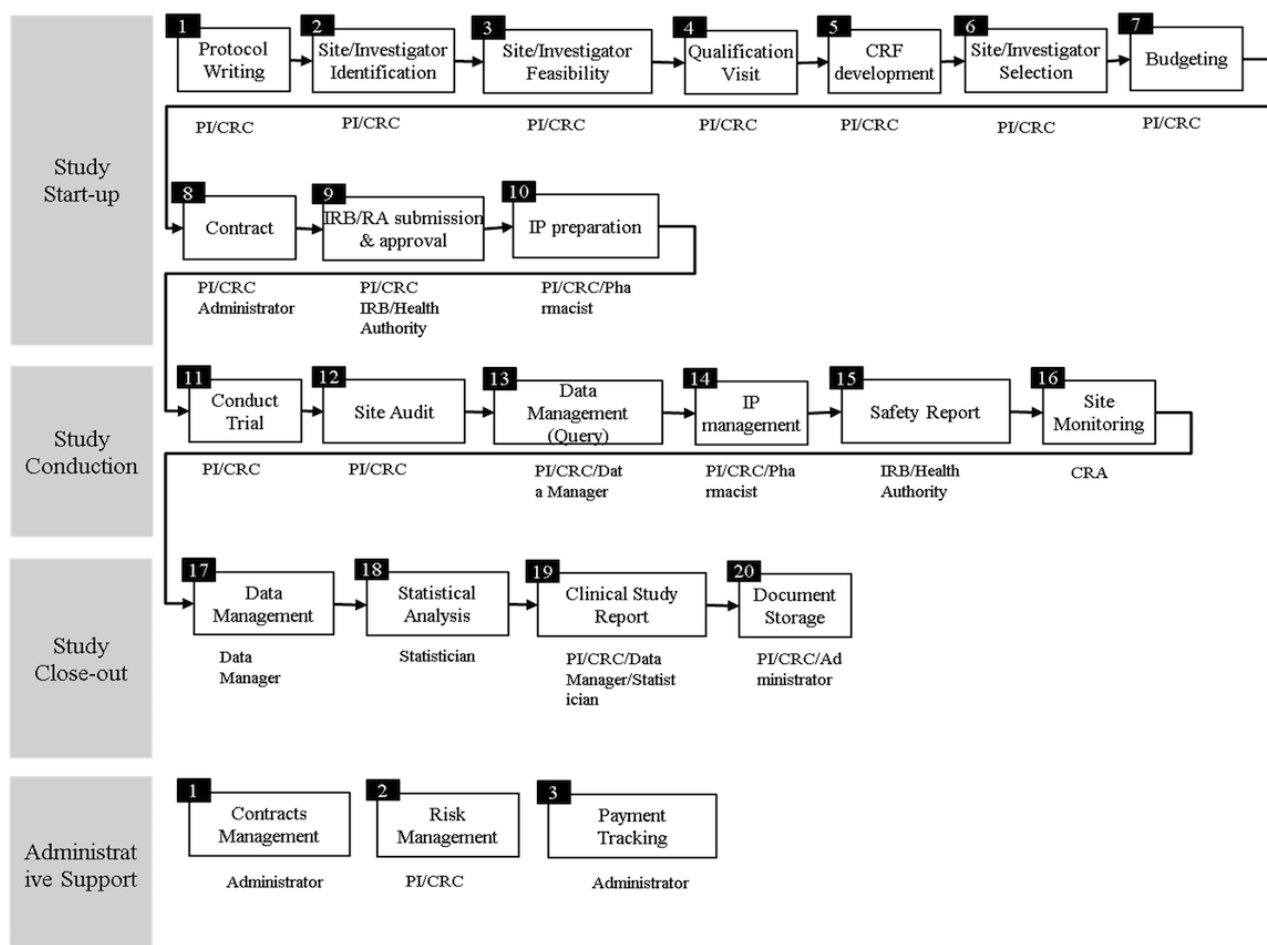 Study
Start-up
1
Protocol
Writing
PI/CRC
2
Site/Investigator
Identification
PI/CRC
3
Site/Investigator
Feasibility
PI/CRC
4
Qualification
Visit
PI/CRC
5
CRF
development
PI/CRC
6
Site/Investigator
Selection
PI/CRC
7
Budgeting
PI/CRC
8
Contract
PI/CRC
Administrator
9
IRB/RA submission
& approval
PI/CRC
IRB/Health
Authority
10
IP preparation
PI/CRC/Pha
rmacist
Study
Conduction
11
Conduct
Trial
PI/CRC
12
Site Audit
PI/CRC
13
Data
Management
(Query)
PI/CRC/Dat
a Manager
14
IP
management
PI/CRC/Pha
rmacist
15
Safety Report
IRB/Health
Authority
16
Site
Monitoring
CRA
Study
Close-out
17
Data
Management
Data
Manager
18
Statistical
Analysis
Statistician
19
Clinical Study
Report
PI/CRC/Data
Manager/Statist
ician
20
Document
Storage
PI/CRC/Ad
ministrator
Administrat
ive Support
1
Contracts
Management
Administrator
2
Risk
Management
PI/CRC
3
Payment
Tracking
Administrator